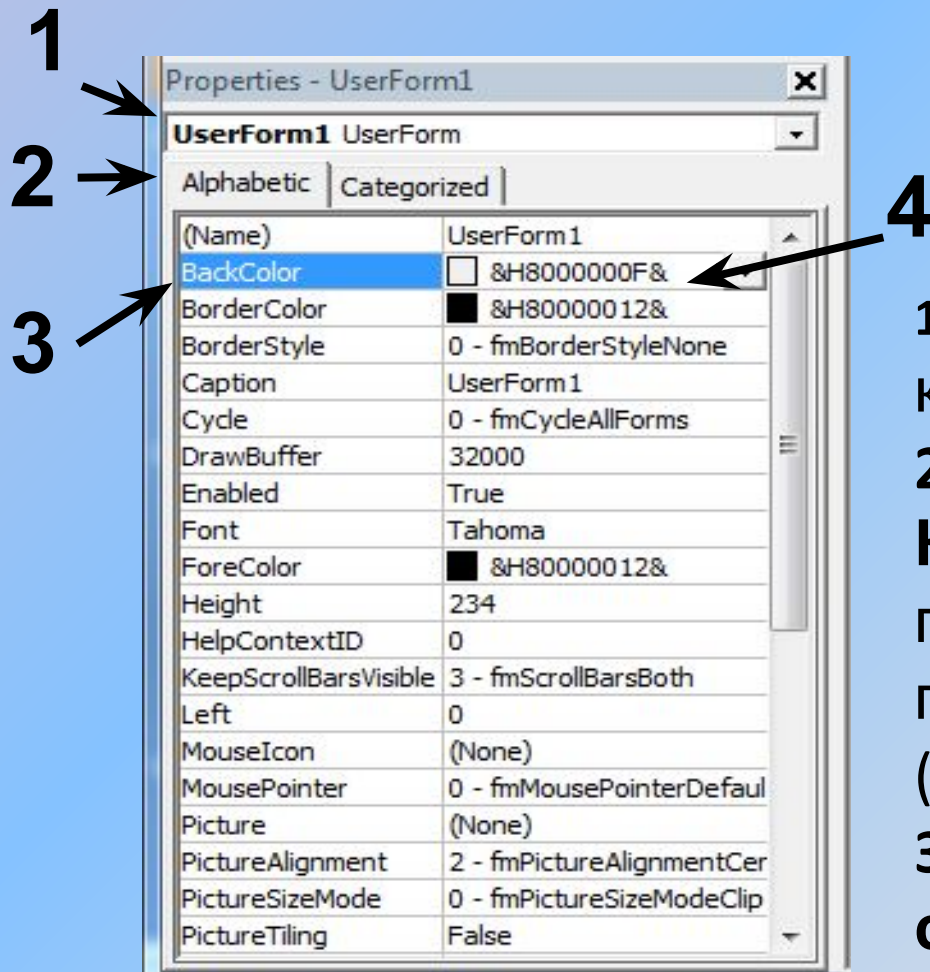 1
Properties - UserForm1
UserForm1 UserForm
2
Alphabetic Categorized
4
(Name) UserForm1
BackColor &H8000000F&
BorderColor &H80000012&
3
BorderStyle 0 - fmBorderStyleNone
Caption UserForm1
Cycle 0 - fmCycleAllForms
DrawBuffer 32000
Enabled True
Font Tahoma
ForeColor &H80000012&
Height 234
HelpContextID 0
KeepScrollBarsVisible 3 - fmScrollBarsBoth
Left 0
MouseIcon (None)
MousePointer 0 - fmMousePointerDefaul
Picture (None)
PictureAlignment 2 - fmPictureAlignmentCer
PictureSizeMode 0 - fmPictureSizeModeClip
PictureTiling False